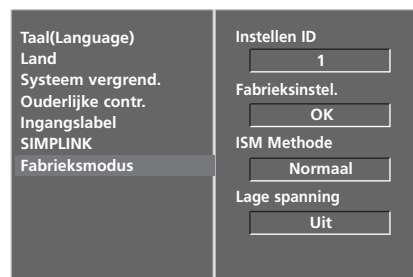 Taal(Language)
Land
Systeem vergrend.
Ouderlijke contr.
Ingangslabel
SIMPLINK
Fabrieksmodus
Instellen ID
1
Fabrieksinstel.
OK
ISM Methode
Normaal
Lage spanning
Uit